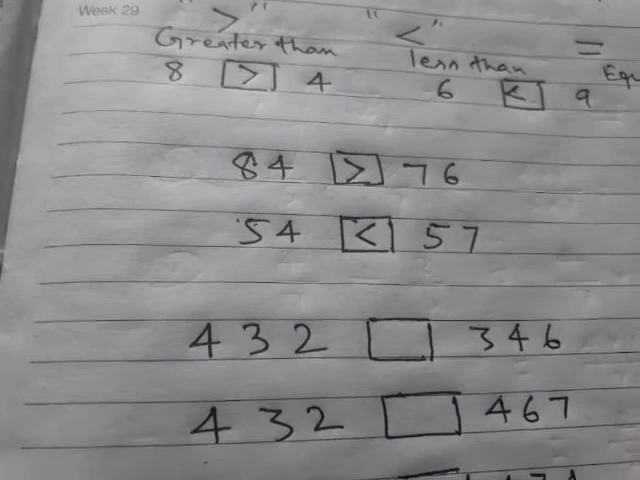 Week 29
">" "<" =
Greater than less than
8 > 4 6 < 9
84 > 76
54 < 57
432 346
432 467